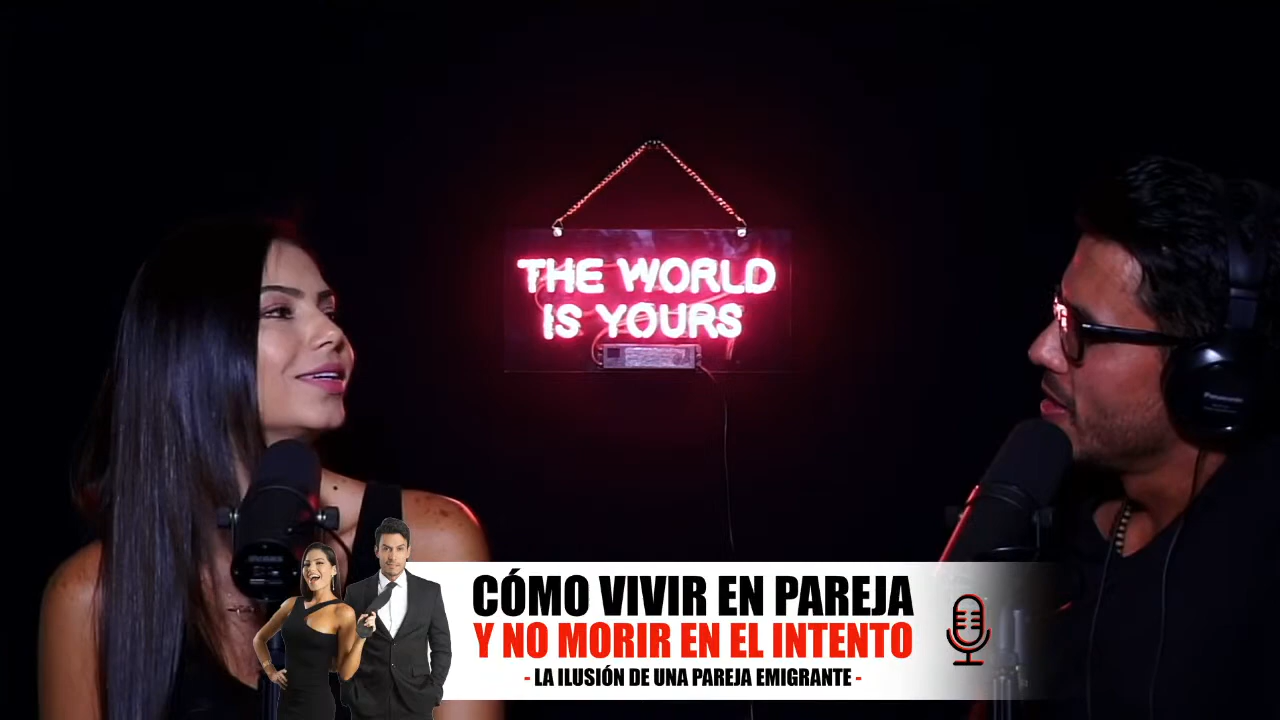 THE WORLD
IS YOURS
Panasonic
CÓMO VIVIR EN PAREJA
Y NO MORIR EN EL INTENTO
- LA ILUSIÓN DE UNA PAREJA EMIGRANTE -